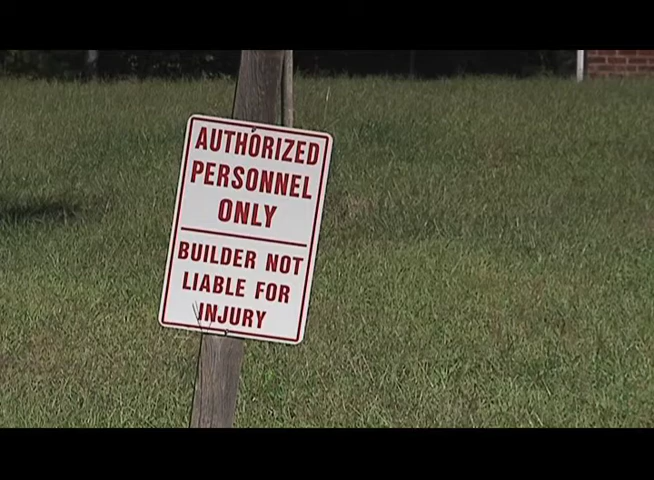 AUTHORIZED
PERSONNEL
ONLY
BUILDER NOT
LIABLE FOR
INJURY